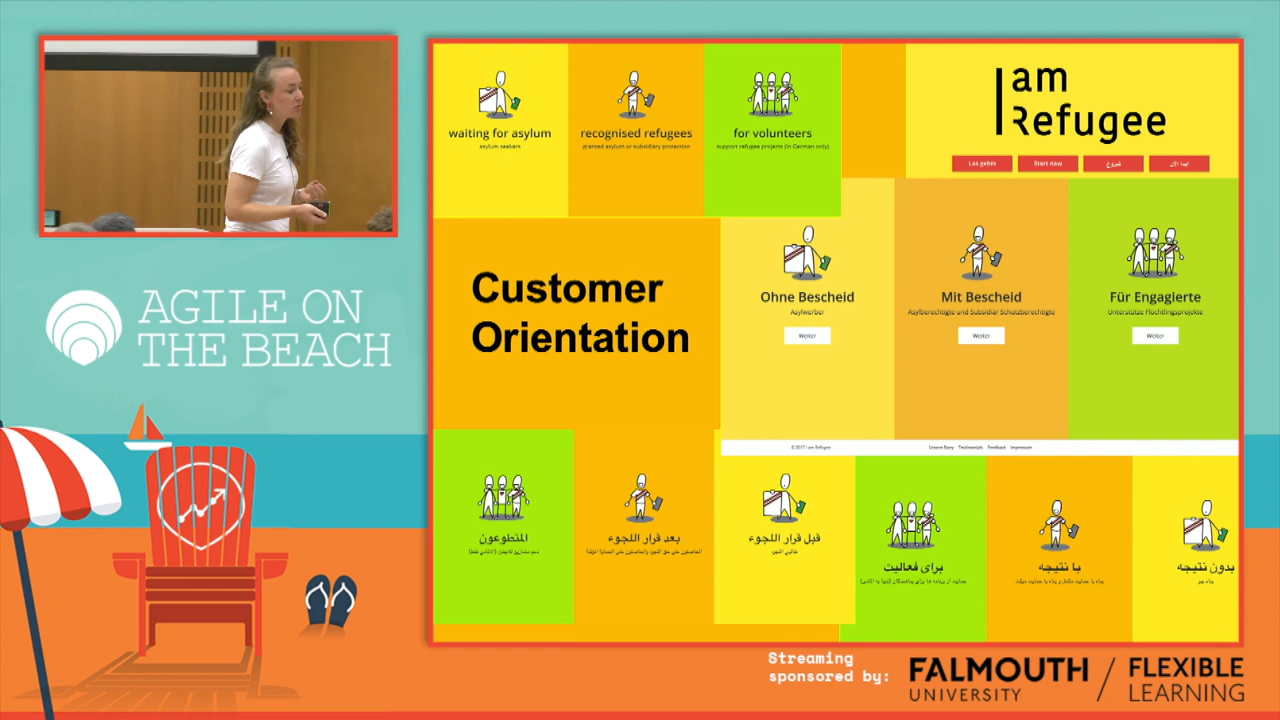 waiting for asylum
asylum seekers
recognised refugees
granted asylum or subsidiary protection
for volunteers
support refugee projects (in German only)
I am
Refugee
Los gehts
Start now
شروع
ابدا الآن
AGILE ON
THE BEACH
Customer
Orientation
Ohne Bescheid
Asylwerber
Weiter
Mit Bescheid
Asylberechtigte und Subsidiär Schutzberechtigte
Weiter
Für Engagierte
Unterstütze Flüchtlingsprojekte
Weiter
© 2017 I am Refugee
Unsere Story Testimonials Feedback Impressum
المتطوعون
بعد قرار اللجوء
قبل قرار اللجوء
طالبي اللجوء
برای فعالیت
با نتیجه
بدون نتیجه
پناه جو
Streaming
sponsored by:
FALMOUTH
UNIVERSITY
/
FLEXIBLE
LEARNING